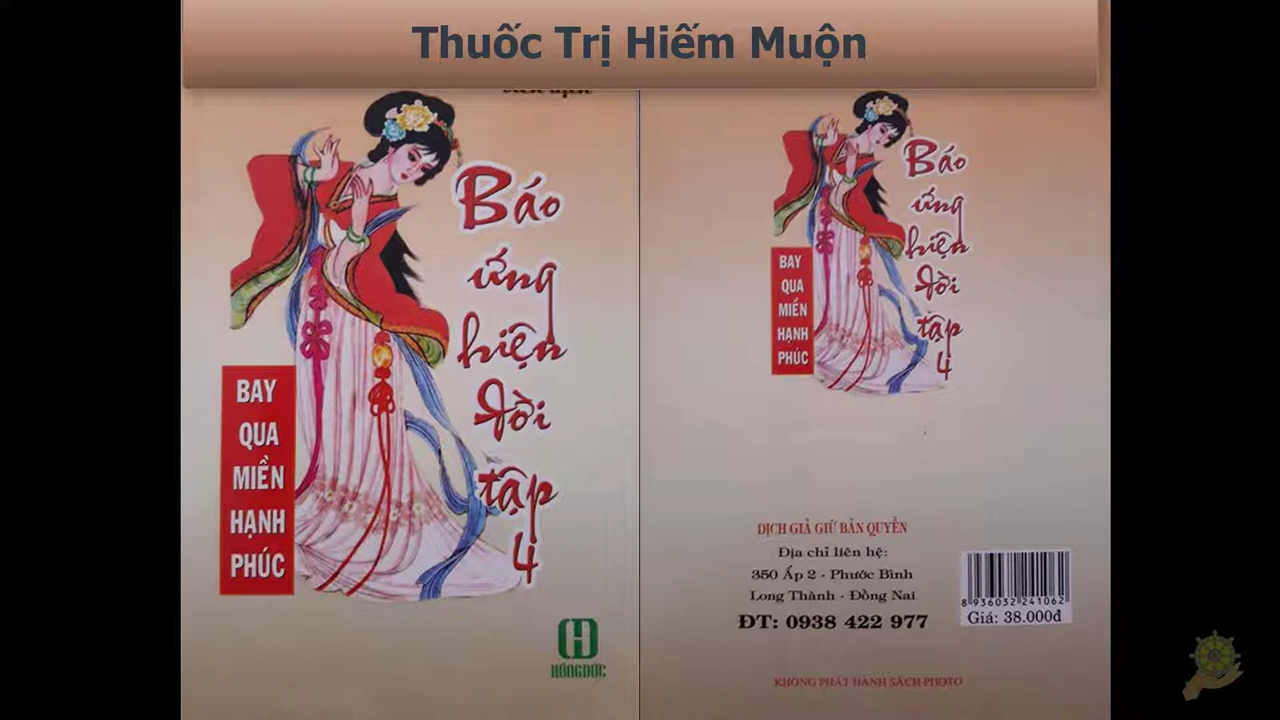 Thuốc Trị Hiếm Muộn
Báo
ứng
hiện
đời
tập
4
BAY
QUA
MIỀN
HẠNH
PHÚC
HỒNG ĐỨC
Báo
ứng
hiện
đời
tập
4
BAY
QUA
MIỀN
HẠNH
PHÚC
DỊCH GIẢ GIỮ BẢN QUYỀN
Địa chỉ liên hệ:
350 Ấp 2 - Phước Bình
Long Thành - Đồng Nai
ĐT: 0938 422 977
8 936032 241062
Giá: 38.000đ
KHÔNG PHÁT HÀNH SÁCH PHOTO